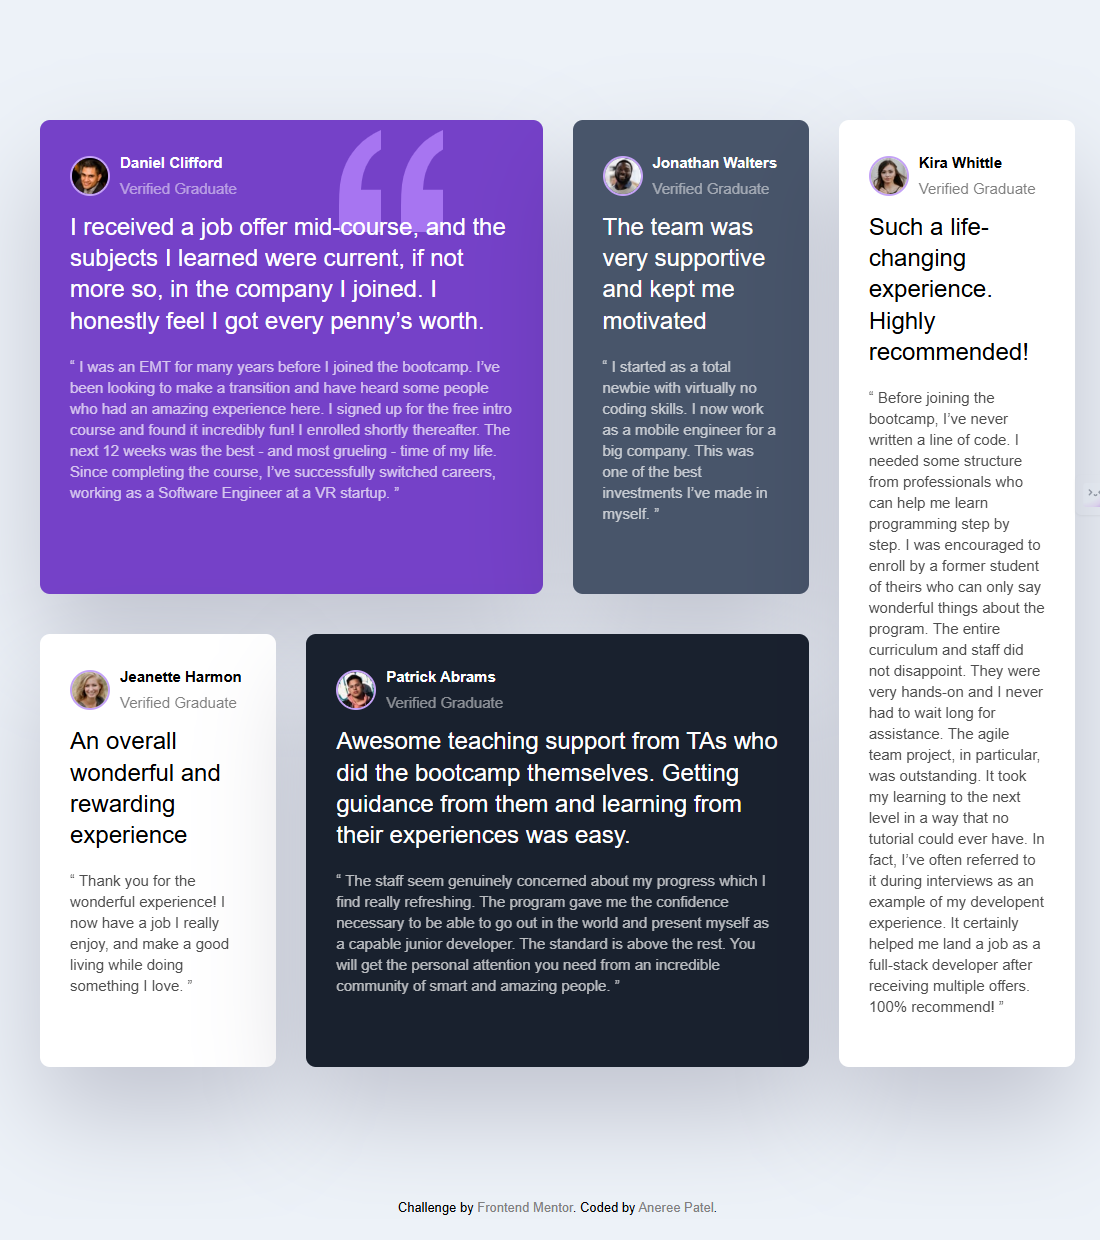 Daniel Clifford
Verified Graduate
I received a job offer mid-course, and the
subjects I learned were current, if not
more so, in the company I joined. I
honestly feel I got every penny’s worth.
“ I was an EMT for many years before I joined the bootcamp. I’ve
been looking to make a transition and have heard some people
who had an amazing experience here. I signed up for the free intro
course and found it incredibly fun! I enrolled shortly thereafter. The
next 12 weeks was the best - and most grueling - time of my life.
Since completing the course, I’ve successfully switched careers,
working as a Software Engineer at a VR startup. ”
Jonathan Walters
Verified Graduate
The team was
very supportive
and kept me
motivated
“ I started as a total
newbie with virtually no
coding skills. I now work
as a mobile engineer for a
big company. This was
one of the best
investments I’ve made in
myself. ”
Kira Whittle
Verified Graduate
Such a life-
changing
experience.
Highly
recommended!
“ Before joining the
bootcamp, I’ve never
written a line of code. I
needed some structure
from professionals who
can help me learn
programming step by
step. I was encouraged to
enroll by a former student
of theirs who can only say
wonderful things about the
program. The entire
curriculum and staff did
not disappoint. They were
very hands-on and I never
had to wait long for
assistance. The agile
team project, in particular,
was outstanding. It took
my learning to the next
level in a way that no
tutorial could ever have. In
fact, I’ve often referred to
it during interviews as an
example of my developent
experience. It certainly
helped me land a job as a
full-stack developer after
receiving multiple offers.
100% recommend! ”
Jeanette Harmon
Verified Graduate
An overall
wonderful and
rewarding
experience
“ Thank you for the
wonderful experience! I
now have a job I really
enjoy, and make a good
living while doing
something I love. ”
Patrick Abrams
Verified Graduate
Awesome teaching support from TAs who
did the bootcamp themselves. Getting
guidance from them and learning from
their experiences was easy.
“ The staff seem genuinely concerned about my progress which I
find really refreshing. The program gave me the confidence
necessary to be able to go out in the world and present myself as
a capable junior developer. The standard is above the rest. You
will get the personal attention you need from an incredible
community of smart and amazing people. ”
Challenge by Frontend Mentor. Coded by Aneree Patel.